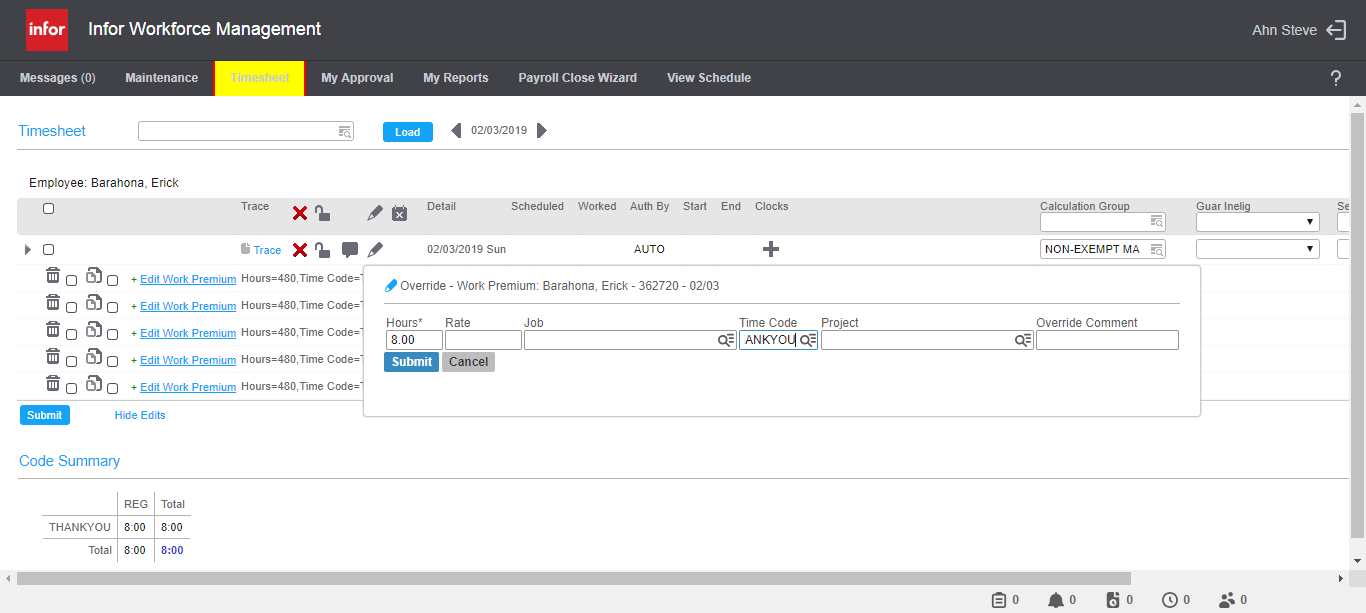 infor Infor Workforce Management Ahn Steve
Messages (0) Maintenance Timesheet My Approval My Reports Payroll Close Wizard View Schedule ?
Timesheet Load 02/03/2019
Employee: Barahona, Erick
Trace Detail Scheduled Worked Auth By Start End Clocks Calculation Group Guar Inelig Se
Trace 02/03/2019 Sun AUTO NON-EXEMPT MA
+ Edit Work Premium Hours=480,Time Code=T
+ Edit Work Premium Hours=480,Time Code=T
+ Edit Work Premium Hours=480,Time Code=T
+ Edit Work Premium Hours=480,Time Code=T
+ Edit Work Premium Hours=480,Time Code=T
Override - Work Premium: Barahona, Erick - 362720 - 02/03
Hours* Rate Job Time Code Project Override Comment
8.00 ANKYOU
Submit Cancel
Submit Hide Edits
Code Summary
REG Total
THANKYOU 8:00 8:00
Total 8:00 8:00
0 0 0 0 0